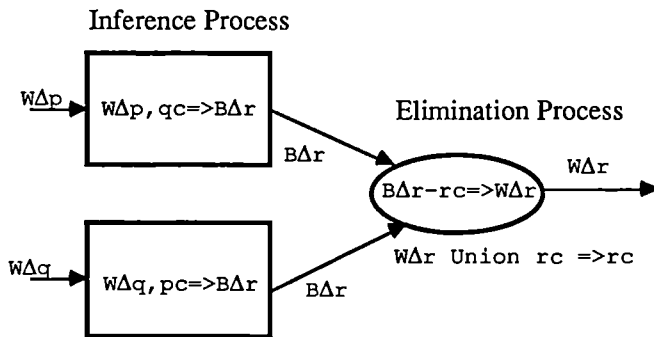 Inference Process
WΔp
WΔp,qc=>BΔr
BΔr
Elimination Process
BΔr-rc=>WΔr
WΔr
WΔr Union rc =>rc
WΔq
WΔq,pc=>BΔr
BΔr